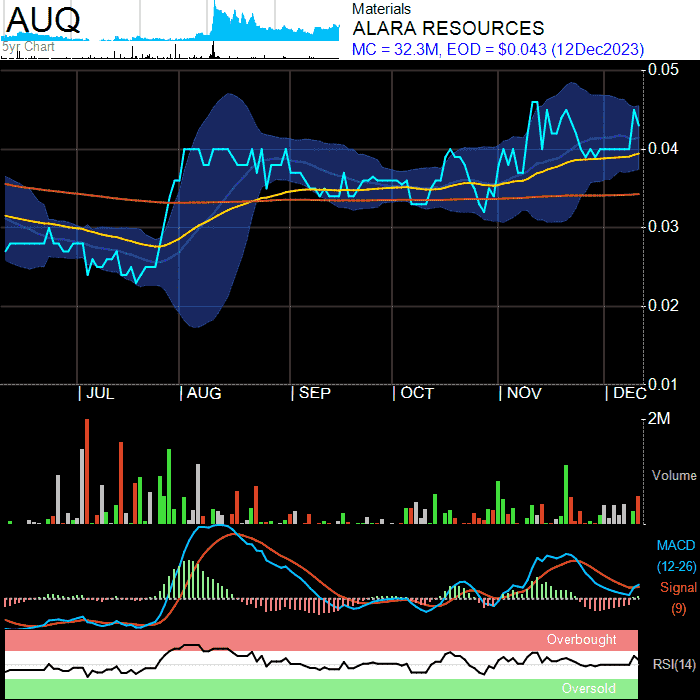 AUQ
5yr Chart
Materials
ALARA RESOURCES
MC = 32.3M, EOD = $0.043 (12Dec2023)
0.05
0.04
0.03
0.02
0.01
JUL
AUG
SEP
OCT
NOV
DEC
2M
Volume
MACD
(12-26)
Signal
(9)
Overbought
RSI(14)
Oversold